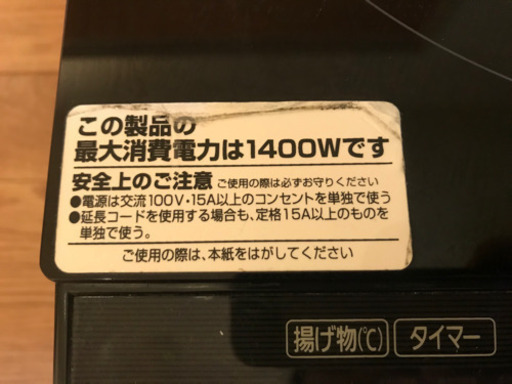 この製品の
最大消費電力は1400Wです
安全上のご注意 ご使用の際は必ずお守りください
●電源は交流100V・15A以上のコンセントを単独で使う
●延長コードを使用する場合も、定格15A以上のものを
単独で使う。
ご使用の際は、本紙をはがしてください
揚げ物(℃) タイマー